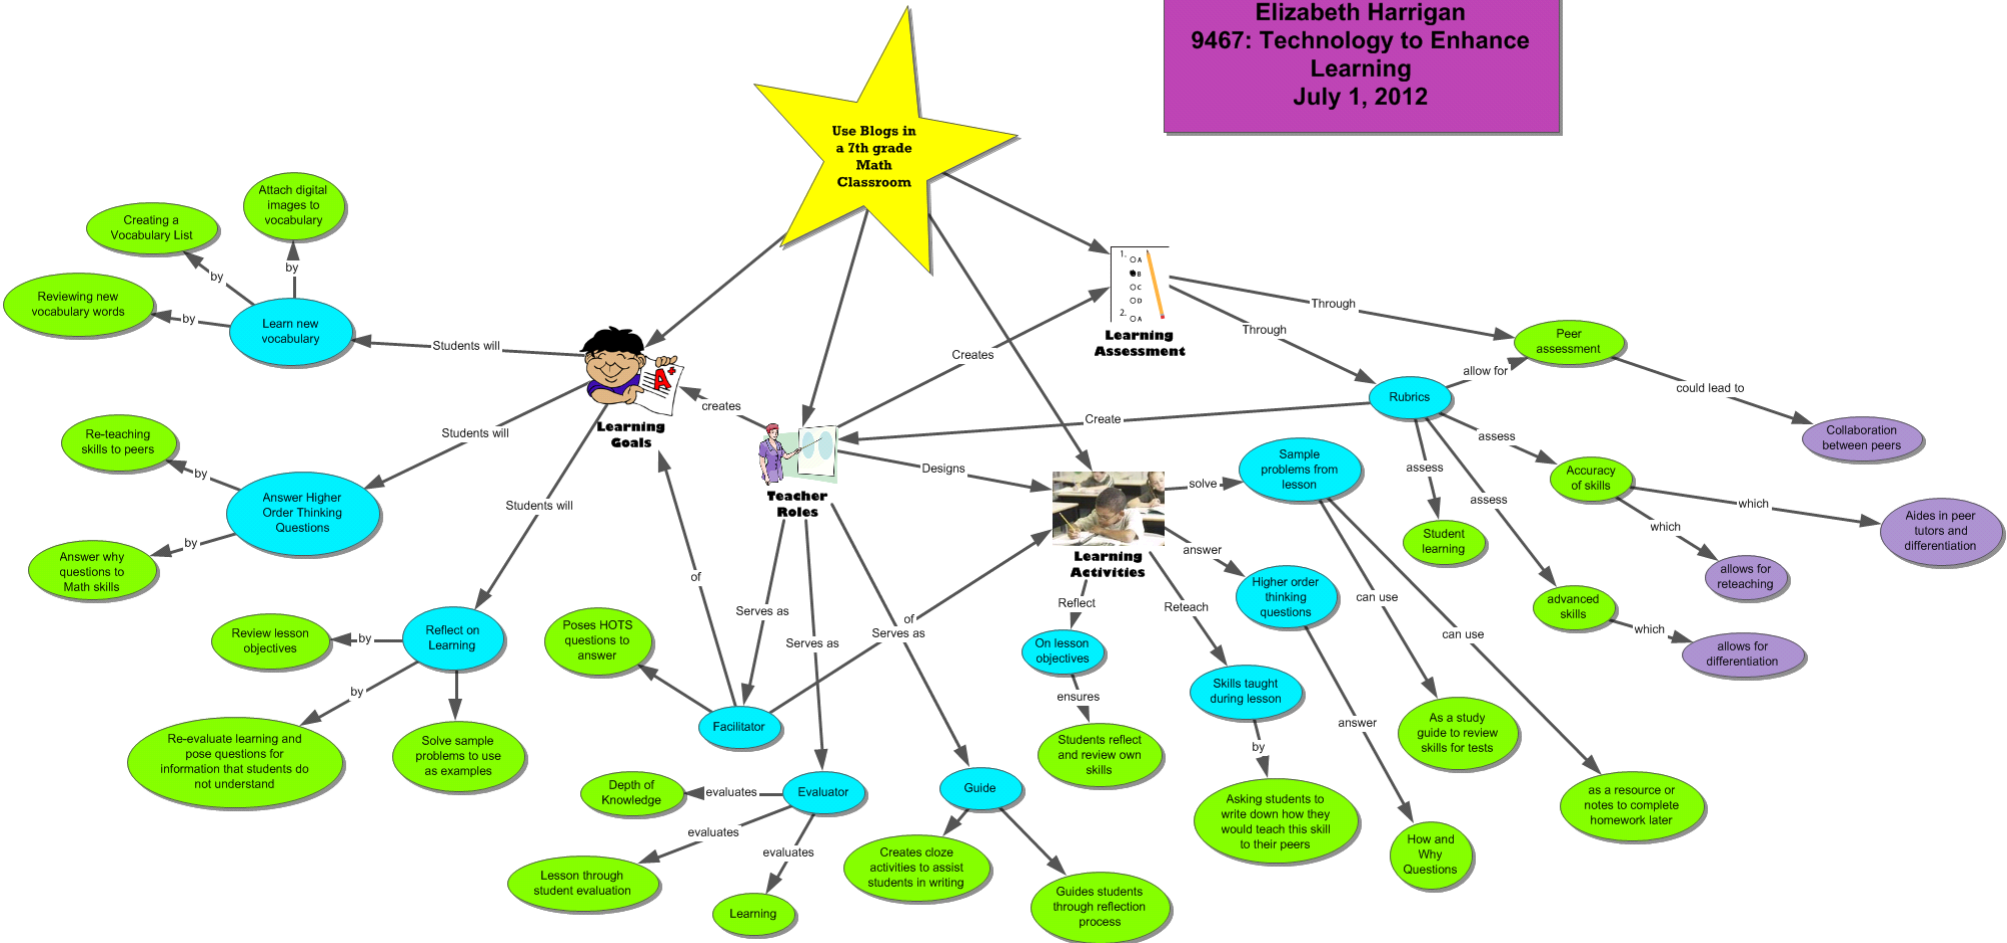 Elizabeth Harrigan
9467: Technology to Enhance
Learning
July 1, 2012
Use Blogs in
a 7th grade
Math
Classroom
Attach digital
images to
vocabulary
Creating a
Vocabulary List
Reviewing new
vocabulary words
by
by
by
Learn new
vocabulary
Students will
Learning
Goals
Students will
Students will
Re-teaching
skills to peers
by
Answer Higher
Order Thinking
Questions
by
Answer why
questions to
Math skills
Reflect on
Learning
by
Review lesson
objectives
by
Re-evaluate learning and
pose questions for
information that students do
not understand
Solve sample
problems to use
as examples
creates
Creates
Create
Designs
Teacher
Roles
of
Serves as
Serves as
of
Serves as
Poses HOTS
questions to
answer
Facilitator
Evaluator
evaluates
Depth of
Knowledge
evaluates
Lesson through
student evaluation
evaluates
Learning
Guide
Creates cloze
activities to assist
students in writing
Guides students
through reflection
process
1.
A
B
C
D
2.
A
A+
Learning
Assessment
Through
Through
Peer
assessment
allow for
Rubrics
could lead to
Collaboration
between peers
assess
assess
assess
Accuracy
of skills
Student
learning
advanced
skills
which
Aides in peer
tutors and
differentiation
which
allows for
reteaching
which
allows for
differentiation
Learning
Activities
solve
Sample
problems from
lesson
answer
Higher order
thinking
questions
Reflect
On lesson
objectives
ensures
Students reflect
and review own
skills
Reteach
Skills taught
during lesson
by
Asking students to
write down how they
would teach this skill
to their peers
answer
How and
Why
Questions
can use
As a study
guide to review
skills for tests
can use
as a resource or
notes to complete
homework later